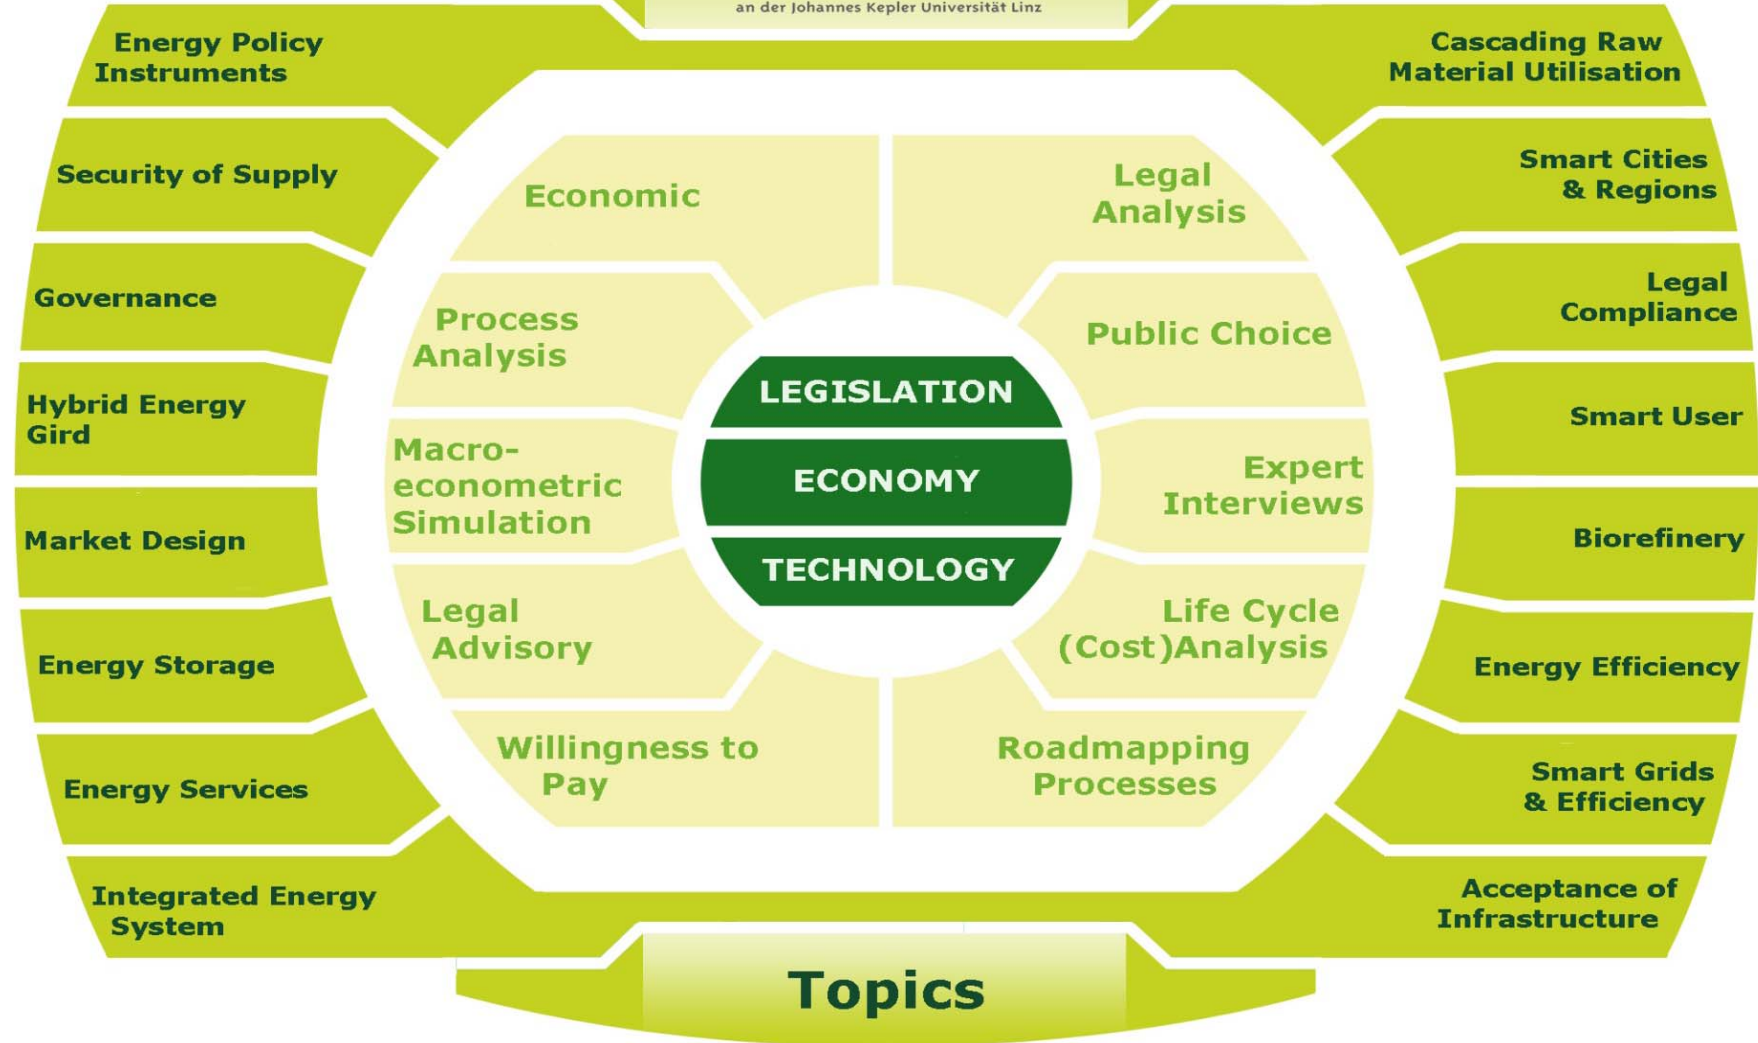 an der Johannes Kepler Universität Linz
Energy Policy
Instruments
Security of Supply
Governance
Hybrid Energy
Gird
Market Design
Energy Storage
Energy Services
Integrated Energy
System
Economic
Process
Analysis
Macro-
econometric
Simulation
Legal
Advisory
Willingness to
Pay
LEGISLATION
ECONOMY
TECHNOLOGY
Legal
Analysis
Public Choice
Expert
Interviews
Life Cycle
(Cost)Analysis
Roadmapping
Processes
Cascading Raw
Material Utilisation
Smart Cities
& Regions
Legal
Compliance
Smart User
Biorefinery
Energy Efficiency
Smart Grids
& Efficiency
Acceptance of
Infrastructure
Topics